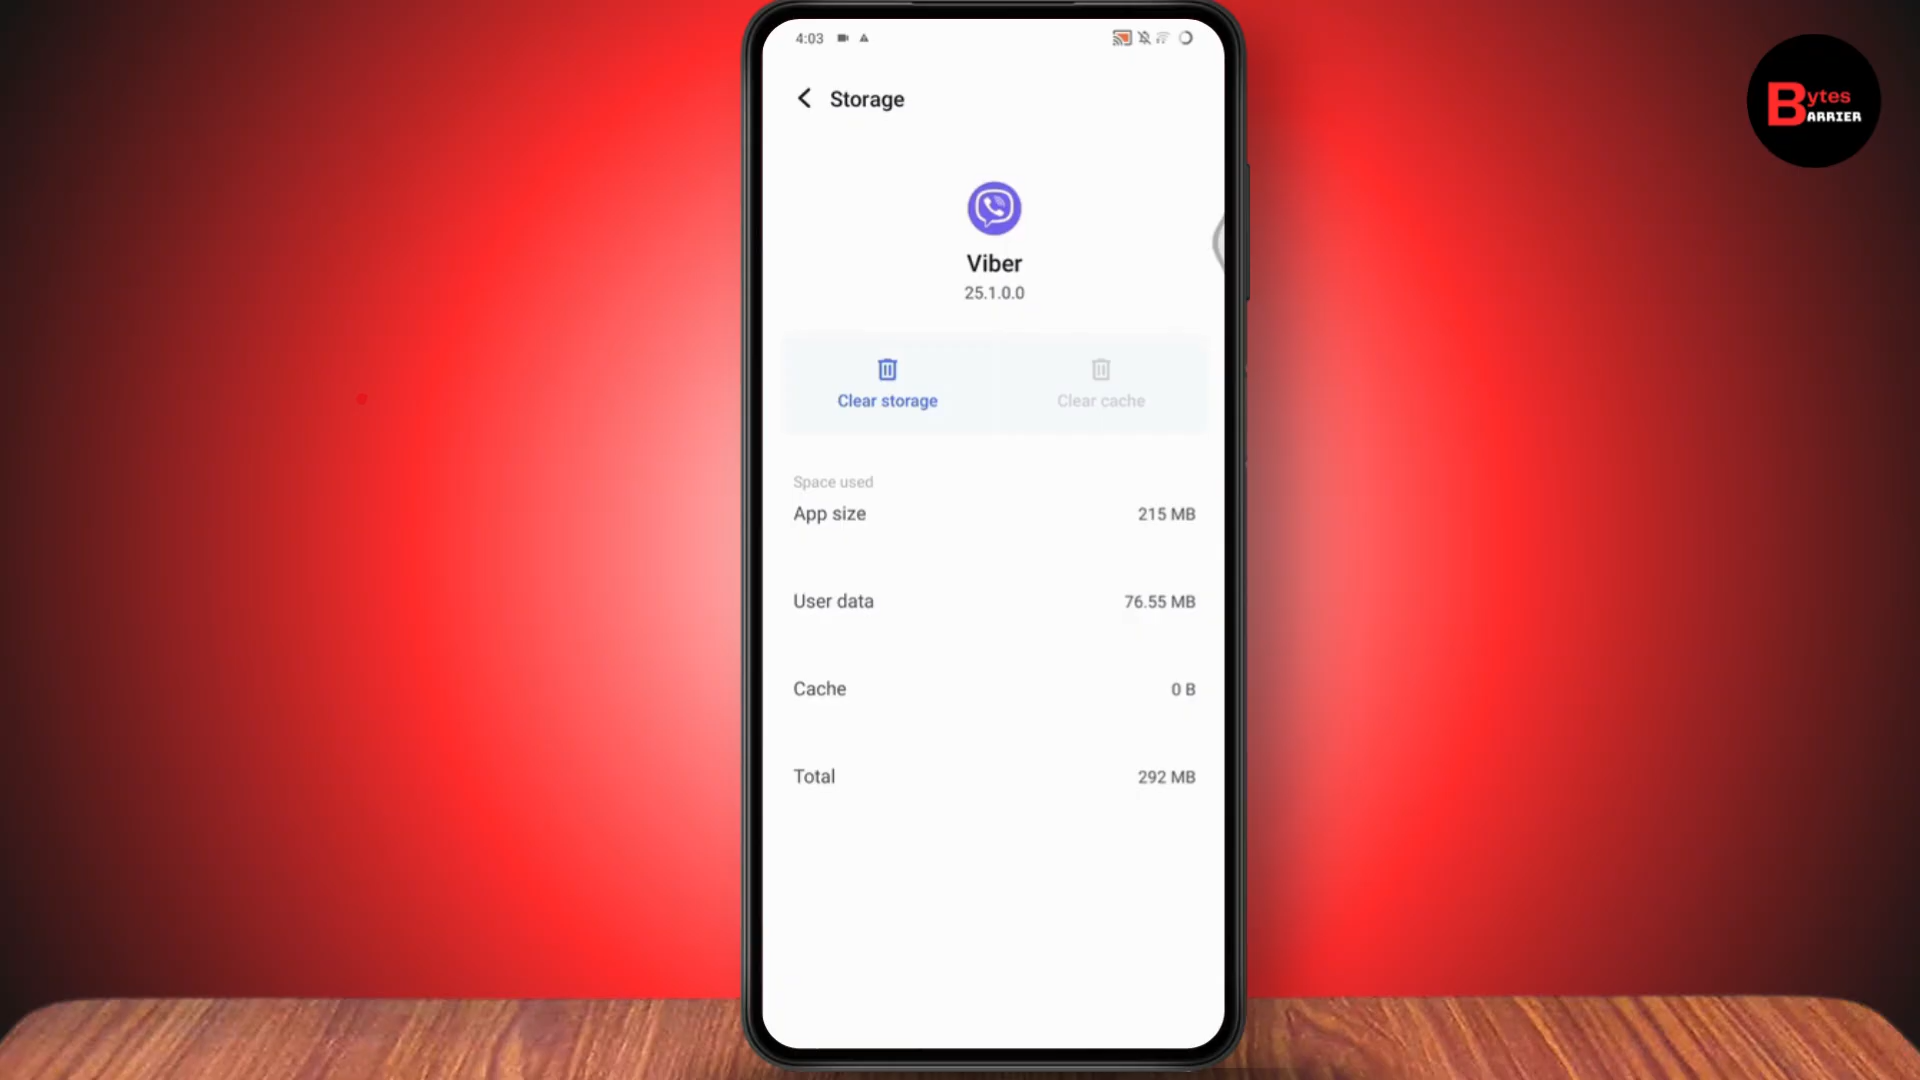 4:03
Storage
Viber
25.1.0.0
Clear storage
Clear cache
Space used
App size
215 MB
User data
76.55 MB
Cache
0 B
Total
292 MB
Bytes
BARRIER